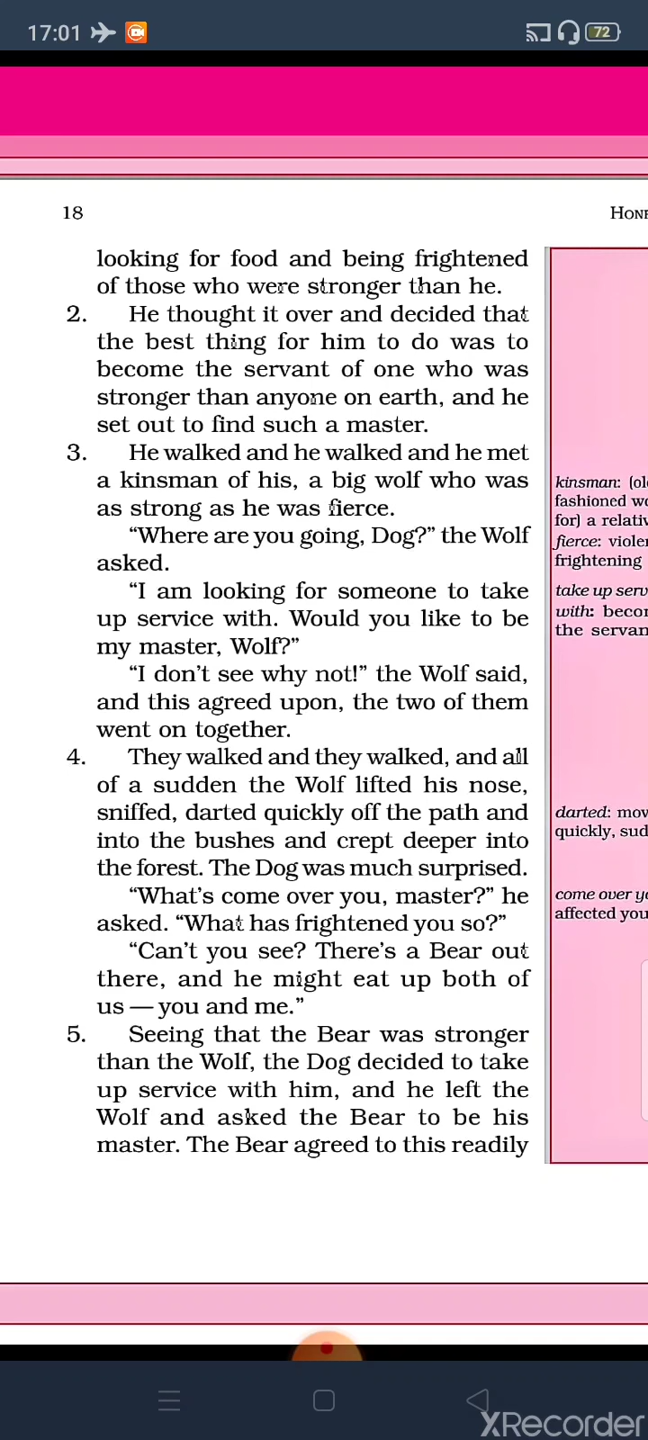 17:01
72
18
HON
looking for food and being frightened
of those who were stronger than he.
2. He thought it over and decided that
the best thing for him to do was to
become the servant of one who was
stronger than anyone on earth, and he
set out to find such a master.
3. He walked and he walked and he met
a kinsman of his, a big wolf who was
as strong as he was fierce.
“Where are you going, Dog?” the Wolf
asked.
“I am looking for someone to take
up service with. Would you like to be
my master, Wolf?”
“I don’t see why not!” the Wolf said,
and this agreed upon, the two of them
went on together.
4. They walked and they walked, and all
of a sudden the Wolf lifted his nose,
sniffed, darted quickly off the path and
into the bushes and crept deeper into
the forest. The Dog was much surprised.
“What’s come over you, master?” he
asked. “What has frightened you so?”
“Can’t you see? There’s a Bear out
there, and he might eat up both of
us — you and me.”
5. Seeing that the Bear was stronger
than the Wolf, the Dog decided to take
up service with him, and he left the
Wolf and asked the Bear to be his
master. The Bear agreed to this readily
kinsman: (ol
fashioned wo
for) a relativ
fierce: violer
frightening
take up serv
with: becor
the servan
darted: mov
quickly, sud
come over yo
affected you
XRecorder